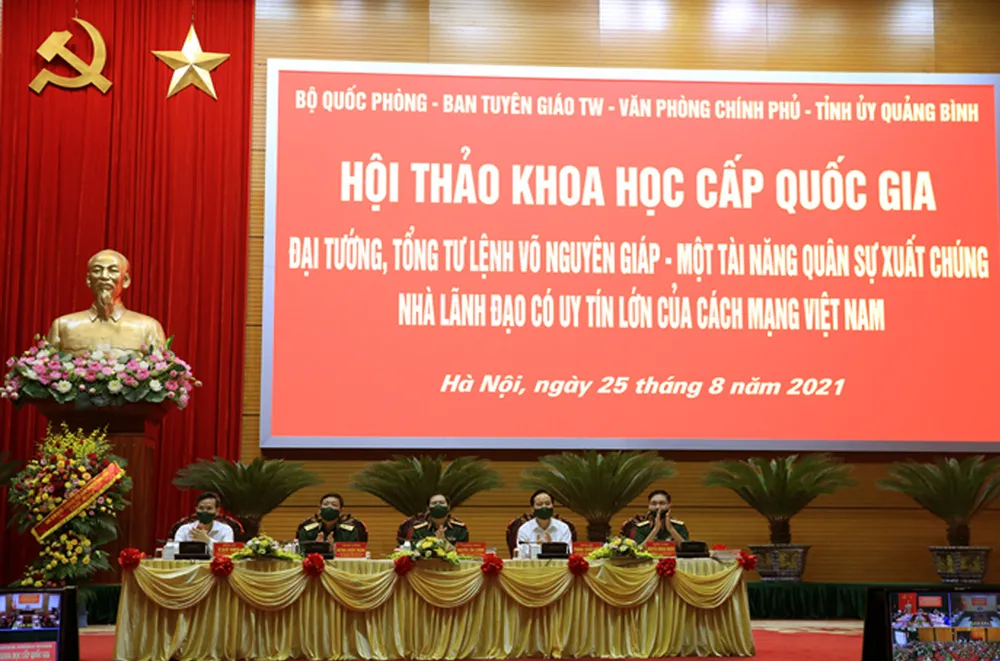 BỘ QUỐC PHÒNG - BAN TUYÊN GIÁO TW - VĂN PHÒNG CHÍNH PHỦ - TỈNH ỦY QUẢNG BÌNH
HỘI THẢO KHOA HỌC CẤP QUỐC GIA
ĐẠI TƯỚNG, TỔNG TƯ LỆNH VÕ NGUYÊN GIÁP - MỘT TÀI NĂNG QUÂN SỰ XUẤT CHÚNG
NHÀ LÃNH ĐẠO CÓ UY TÍN LỚN CỦA CÁCH MẠNG VIỆT NAM
Hà Nội, ngày 25 tháng 8 năm 2021